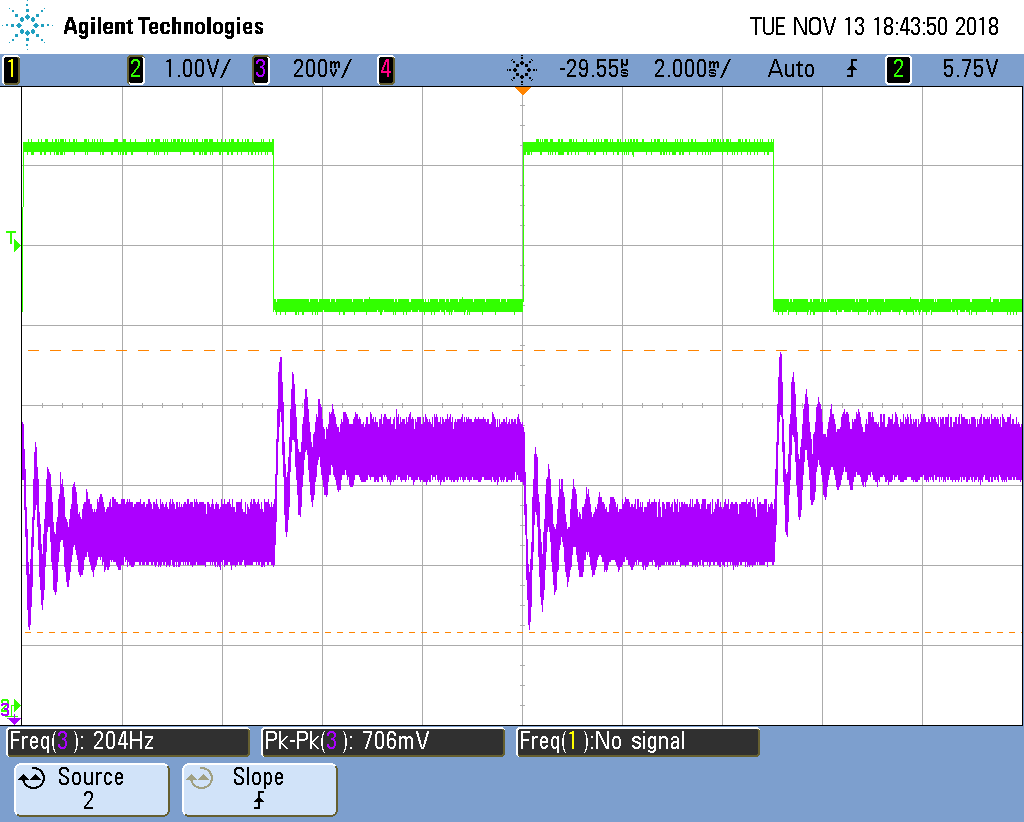 Agilent Technologies TUE NOV 13 18:43:50 2018
1 2 1.00V/ 3 200mV/ 4 -29.55us 2.000ms/ Auto 2 5.75V
T
2
3
Freq(3): 204Hz Pk-Pk(3): 706mV Freq(1):No signal
Source Slope
2